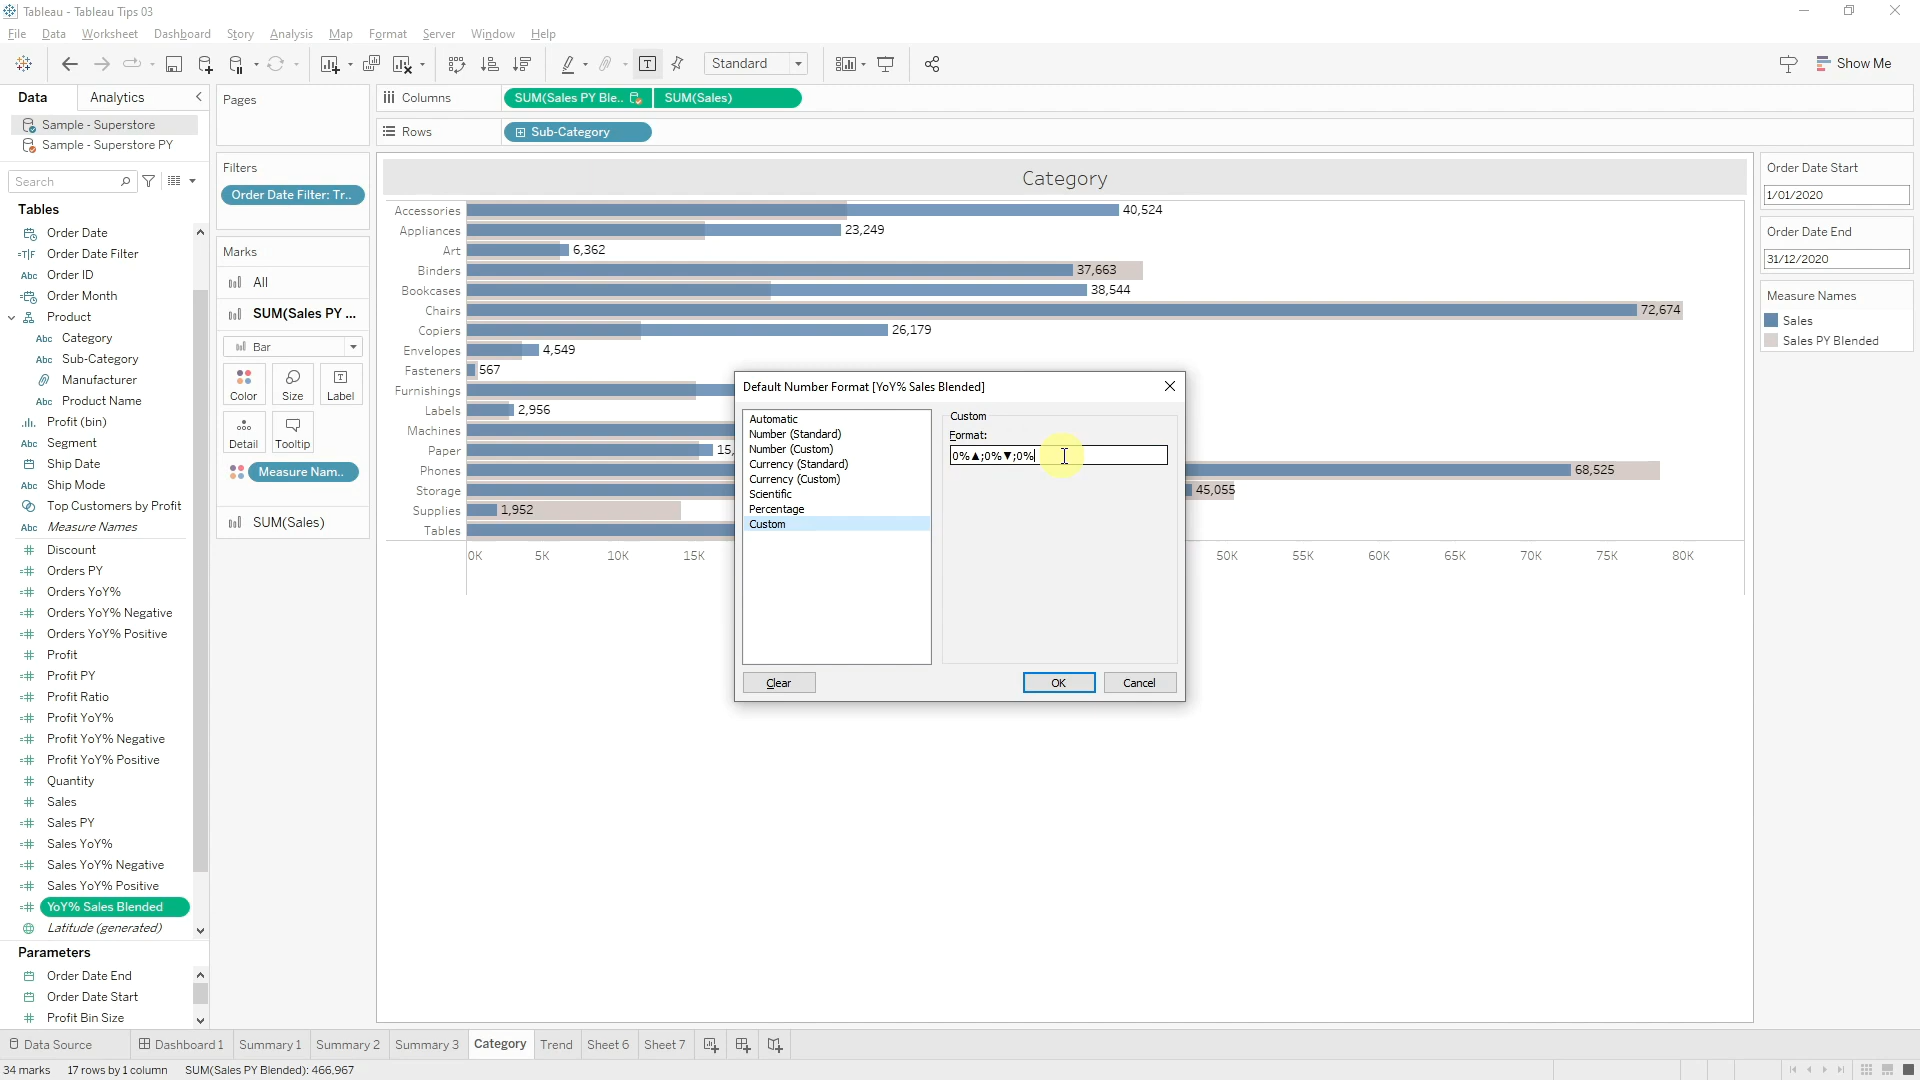 Tableau - Tableau Tips 03
File Data Worksheet Dashboard Story Analysis Map Format Server Window Help
Standard
Show Me
Data Analytics
Sample - Superstore
Sample - Superstore PY
Search
Tables
Order Date
=T|F Order Date Filter
Abc Order ID
Order Month
Product
Abc Category
Abc Sub-Category
Manufacturer
Abc Product Name
Profit (bin)
Abc Segment
Ship Date
Abc Ship Mode
Top Customers by Profit
Abc Measure Names
# Discount
=# Orders PY
=# Orders YoY%
=# Orders YoY% Negative
=# Orders YoY% Positive
# Profit
=# Profit PY
=# Profit Ratio
=# Profit YoY%
=# Profit YoY% Negative
=# Profit YoY% Positive
# Quantity
# Sales
=# Sales PY
=# Sales YoY%
=# Sales YoY% Negative
=# Sales YoY% Positive
=# YoY% Sales Blended
Latitude (generated)
Parameters
Order Date End
Order Date Start
# Profit Bin Size
Pages
Filters
Order Date Filter: Tr..
Marks
All
SUM(Sales PY ...
Bar
Color Size Label
Detail Tooltip
Measure Nam..
SUM(Sales)
Columns SUM(Sales PY Ble.. SUM(Sales)
Rows Sub-Category
Category
Accessories 40,524
Appliances 23,249
Art 6,362
Binders 37,663
Bookcases 38,544
Chairs 72,674
Copiers 26,179
Envelopes 4,549
Fasteners 567
Furnishings
Labels 2,956
Machines
Paper 15,
Phones 68,525
Storage 45,055
Supplies 1,952
Tables
0K 5K 10K 15K 50K 55K 60K 65K 70K 75K 80K
Default Number Format [YoY% Sales Blended]
Automatic
Number (Standard)
Number (Custom)
Currency (Standard)
Currency (Custom)
Scientific
Percentage
Custom
Custom
Format:
0%▲;0%▼;0%
Clear OK Cancel
Order Date Start
1/01/2020
Order Date End
31/12/2020
Measure Names
Sales
Sales PY Blended
Data Source Dashboard 1 Summary 1 Summary 2 Summary 3 Category Trend Sheet 6 Sheet 7
34 marks 17 rows by 1 column SUM(Sales PY Blended): 466,967